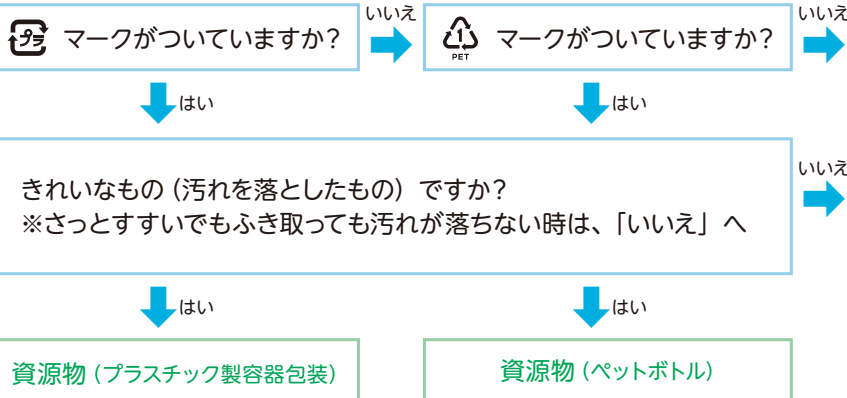 プラ マークがついていますか？
いいえ
1
PET
マークがついていますか？
いいえ
はい
はい
きれいなもの（汚れを落としたもの）ですか？
※さっとすすいでもふき取っても汚れが落ちない時は、「いいえ」へ
いいえ
はい
はい
資源物（プラスチック製容器包装）
資源物（ペットボトル）